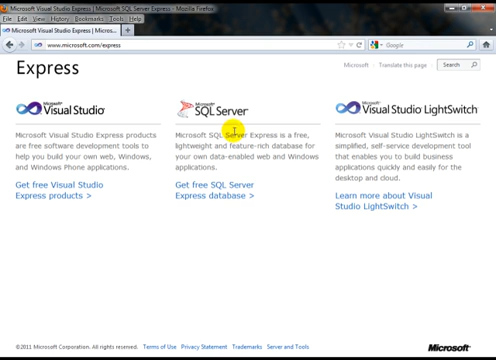 Microsoft Visual Studio Express | Microsoft SQL Server Express - Mozilla Firefox
File Edit View History Bookmarks Tools Help
Microsoft Visual Studio Express | Micros...
www.microsoft.com/express
Google
Express
Microsoft Translate this page Search
Microsoft Visual Studio
Microsoft Visual Studio Express products
are free software development tools to
help you build your own web, Windows,
and Windows Phone applications.
Get free Visual Studio
Express products >
Microsoft SQL Server
Microsoft SQL Server Express is a free,
lightweight and feature-rich database for
your own data-enabled web and Windows
applications.
Get free SQL Server
Express database >
Microsoft Visual Studio LightSwitch
Microsoft Visual Studio LightSwitch is a
simplified, self-service development tool
that enables you to build business
applications quickly and easily for the
desktop and cloud.
Learn more about Visual
Studio LightSwitch >
©2011 Microsoft Corporation. All rights reserved. Terms of Use Privacy Statement Trademarks Server and Tools
Microsoft